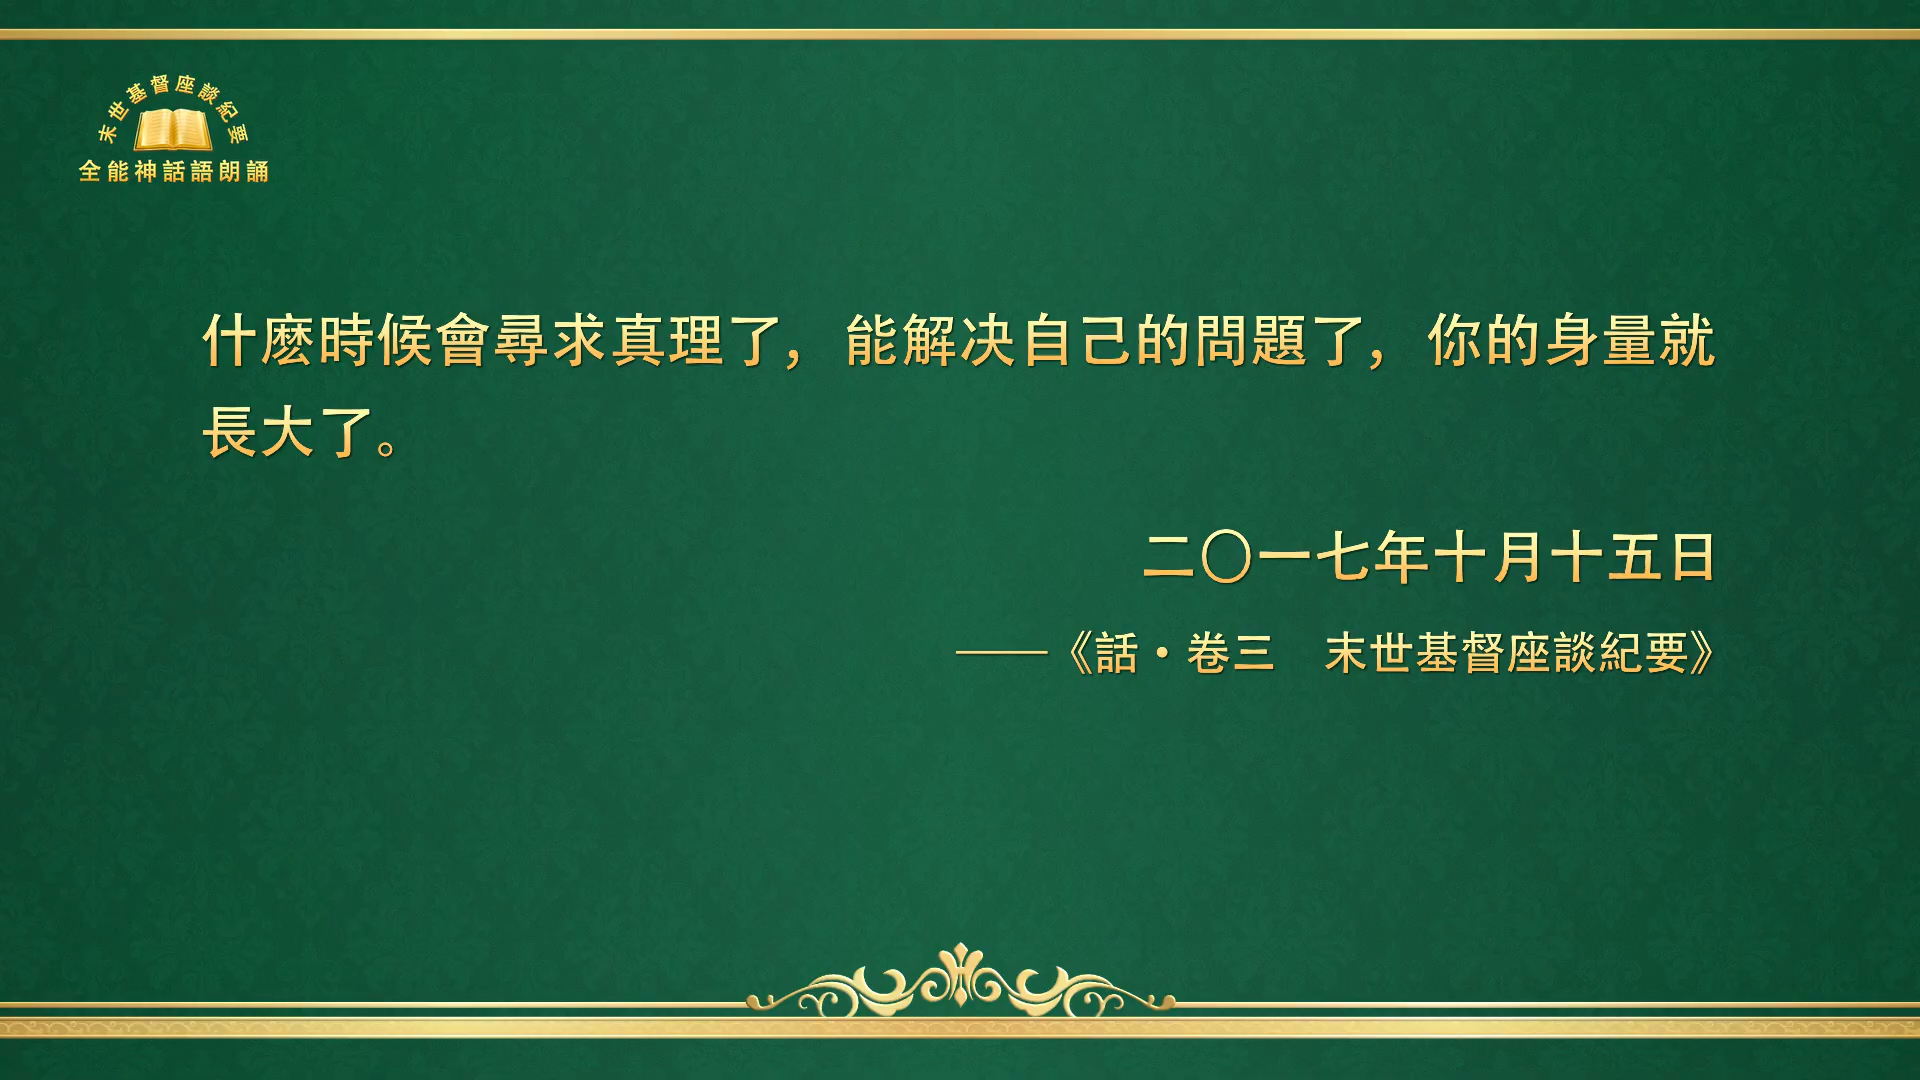 末世基督座談紀要
全能神話語朗誦
什麽時候會尋求真理了，能解决自己的問題了，你的身量就
長大了。
二〇一七年十月十五日
——《話・卷三　末世基督座談紀要》